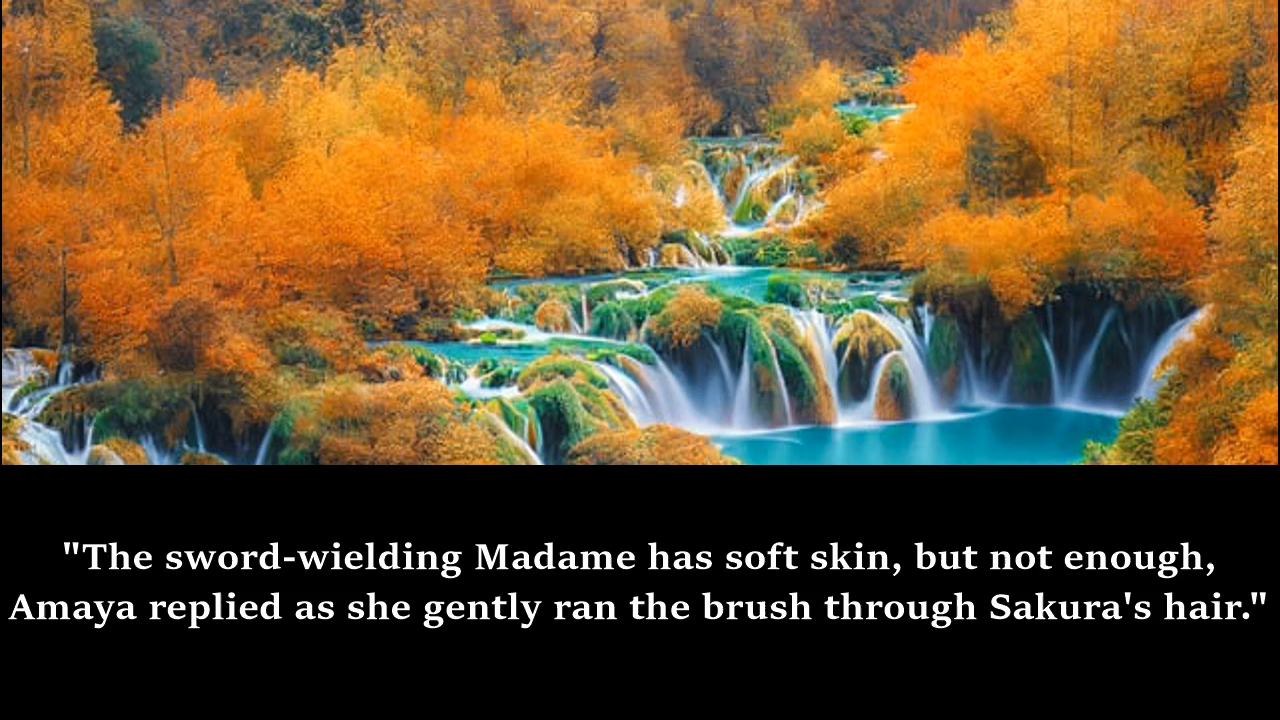 "The sword-wielding Madame has soft skin, but not enough,
Amaya replied as she gently ran the brush through Sakura's hair."